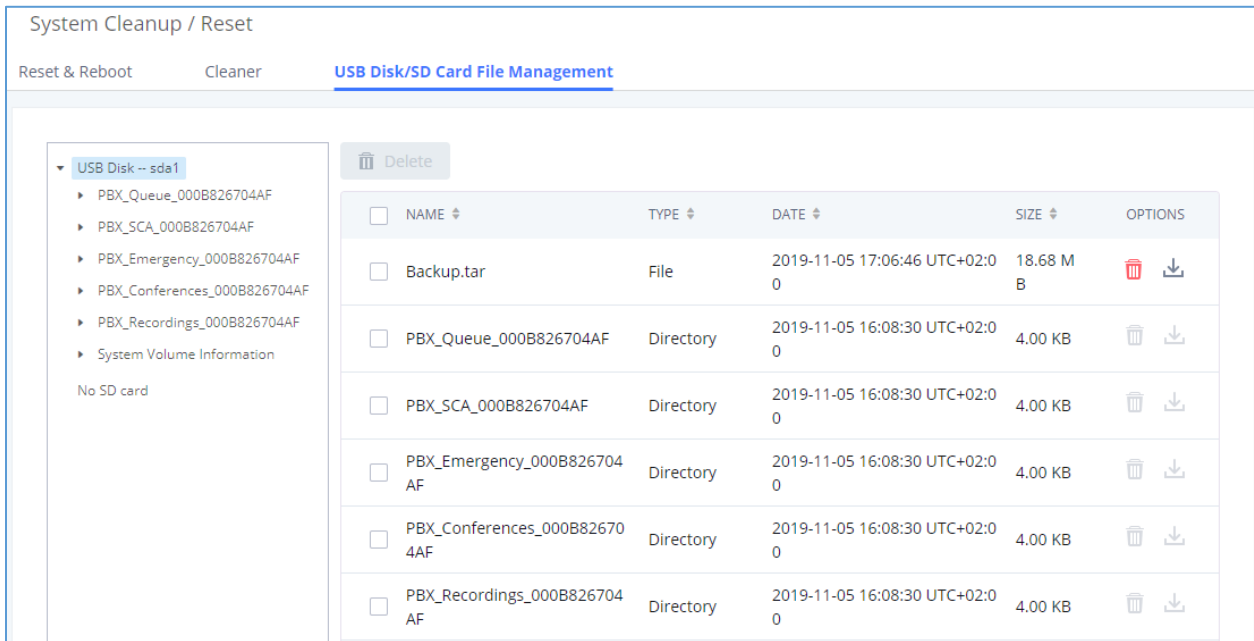 System Cleanup / Reset
Reset & Reboot Cleaner USB Disk/SD Card File Management
USB Disk -- sda1
PBX_Queue_000B826704AF
PBX_SCA_000B826704AF
PBX_Emergency_000B826704AF
PBX_Conferences_000B826704AF
PBX_Recordings_000B826704AF
System Volume Information
No SD card
Delete
NAME TYPE DATE SIZE OPTIONS
Backup.tar File 2019-11-05 17:06:46 UTC+02:0 18.68 M
0 B
PBX_Queue_000B826704AF Directory 2019-11-05 16:08:30 UTC+02:0 4.00 KB
0
PBX_SCA_000B826704AF Directory 2019-11-05 16:08:30 UTC+02:0 4.00 KB
0
PBX_Emergency_000B826704 Directory 2019-11-05 16:08:30 UTC+02:0 4.00 KB
AF 0
PBX_Conferences_000B82670 Directory 2019-11-05 16:08:30 UTC+02:0 4.00 KB
4AF 0
PBX_Recordings_000B826704 Directory 2019-11-05 16:08:30 UTC+02:0 4.00 KB
AF 0